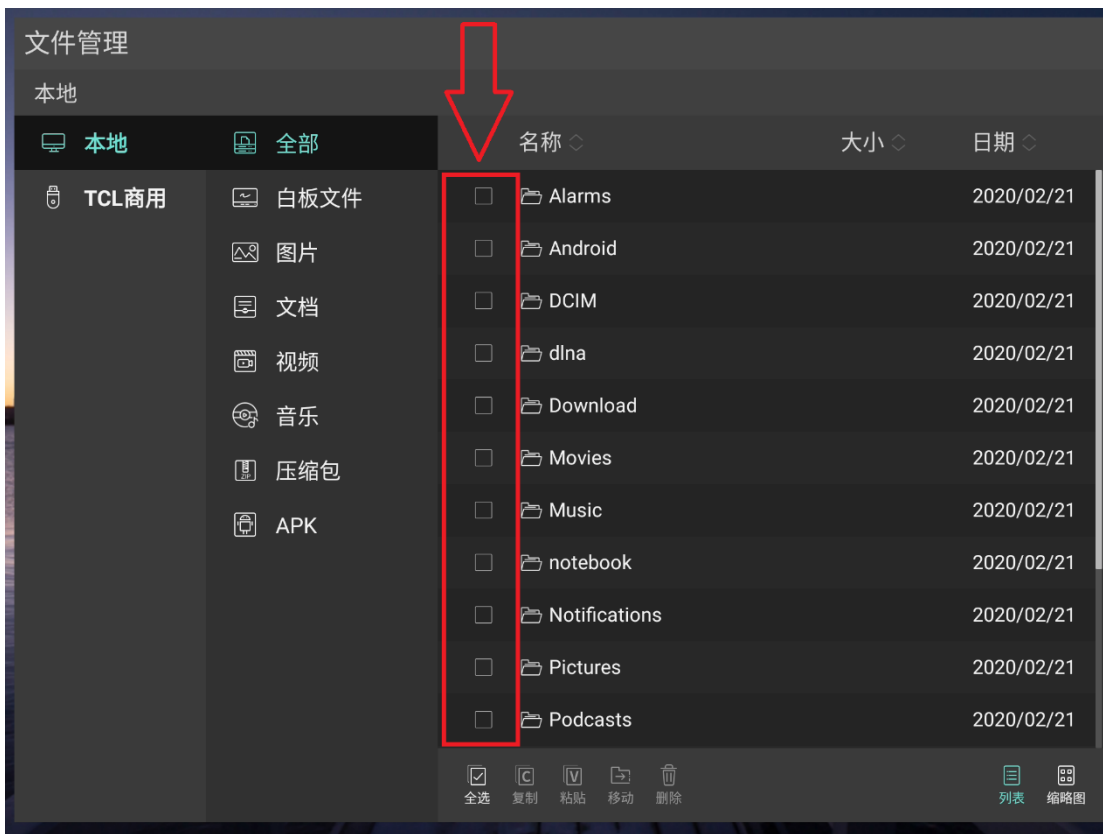 文件管理
本地
本地
TCL商用
全部
白板文件
图片
文档
视频
音乐
压缩包
APK
名称 大小 日期
Alarms 2020/02/21
Android 2020/02/21
DCIM 2020/02/21
dlna 2020/02/21
Download 2020/02/21
Movies 2020/02/21
Music 2020/02/21
notebook 2020/02/21
Notifications 2020/02/21
Pictures 2020/02/21
Podcasts 2020/02/21
全选 复制 粘贴 移动 删除 列表 缩略图